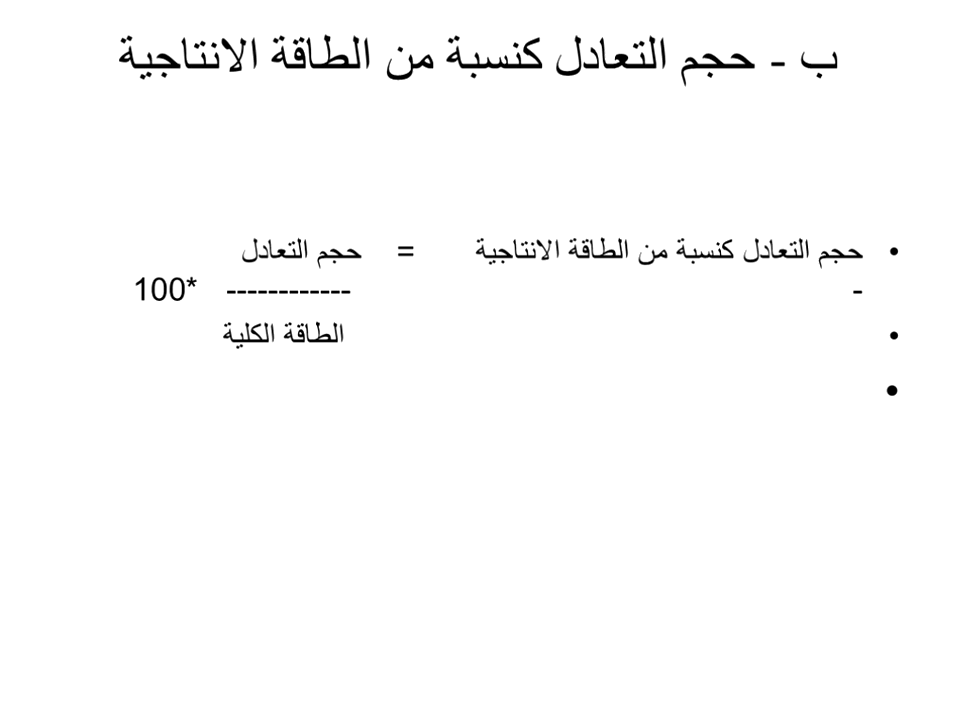 ب - حجم التعادل كنسبة من الطاقة الانتاجية
• حجم التعادل كنسبة من الطاقة الانتاجية = حجم التعادل
- ------------ *100
• الطاقة الكلية
•